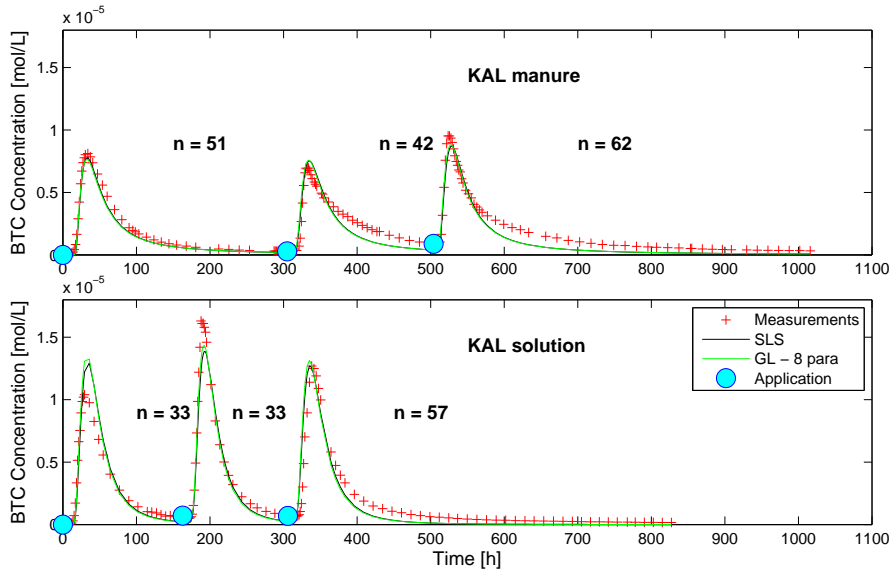 x 10^-5
BTC Concentration [mol/L]
1.5
1
0.5
0
KAL manure
n = 51
n = 42
n = 62
0 100 200 300 400 500 600 700 800 900 1000 1100
x 10^-5
BTC Concentration [mol/L]
1.5
1
0.5
0
KAL solution
n = 33
n = 33
n = 57
Measurements
SLS
GL − 8 para
Application
0 100 200 300 400 500 600 700 800 900 1000 1100
Time [h]